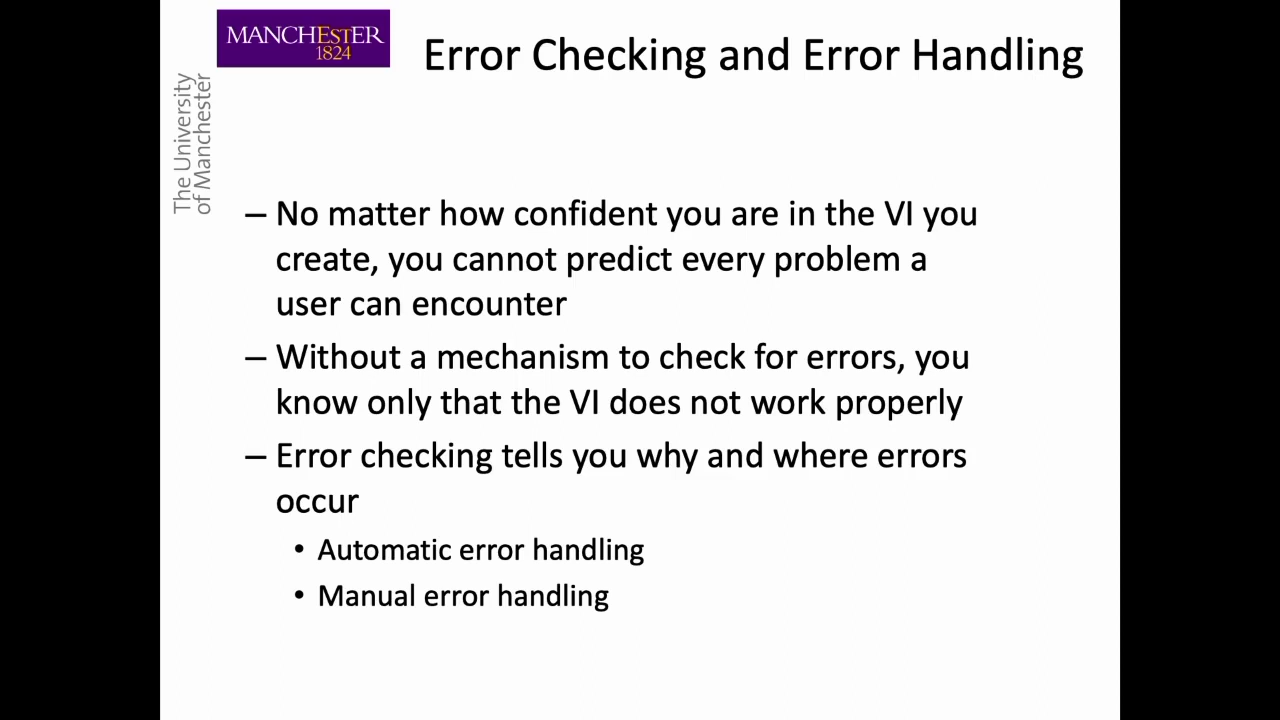 MANCHESTER
1824
The University
of Manchester
Error Checking and Error Handling
– No matter how confident you are in the VI you
create, you cannot predict every problem a
user can encounter
– Without a mechanism to check for errors, you
know only that the VI does not work properly
– Error checking tells you why and where errors
occur
• Automatic error handling
• Manual error handling